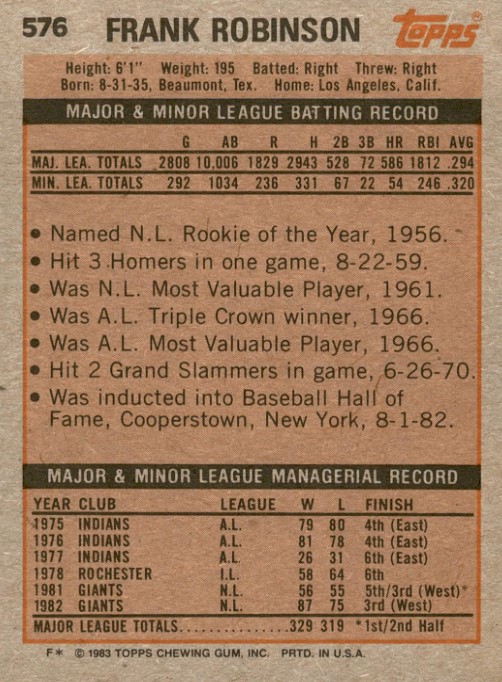 576 FRANK ROBINSON Topps
Height: 6'1" Weight: 195 Batted: Right Threw: Right
Born: 8-31-35, Beaumont, Tex. Home: Los Angeles, Calif.
MAJOR & MINOR LEAGUE BATTING RECORD
G AB R H 2B 3B HR RBI AVG
MAJ. LEA. TOTALS 2808 10,006 1829 2943 528 72 586 1812 .294
MIN. LEA. TOTALS 292 1034 236 331 67 22 54 246 .320
• Named N.L. Rookie of the Year, 1956.
• Hit 3 Homers in one game, 8-22-59.
• Was N.L. Most Valuable Player, 1961.
• Was A.L. Triple Crown winner, 1966.
• Was A.L. Most Valuable Player, 1966.
• Hit 2 Grand Slammers in game, 6-26-70.
• Was inducted into Baseball Hall of
Fame, Cooperstown, New York, 8-1-82.
MAJOR & MINOR LEAGUE MANAGERIAL RECORD
YEAR CLUB LEAGUE W L FINISH
1975 INDIANS A.L. 79 80 4th (East)
1976 INDIANS A.L. 81 78 4th (East)
1977 INDIANS A.L. 26 31 6th (East)
1978 ROCHESTER I.L. 58 64 6th
1981 GIANTS N.L. 56 55 5th/3rd (West)*
1982 GIANTS N.L. 87 75 3rd (West)
MAJOR LEAGUE TOTALS.............. 329 319 *1st/2nd Half
F* © 1983 TOPPS CHEWING GUM, INC. PRTD. IN U.S.A.